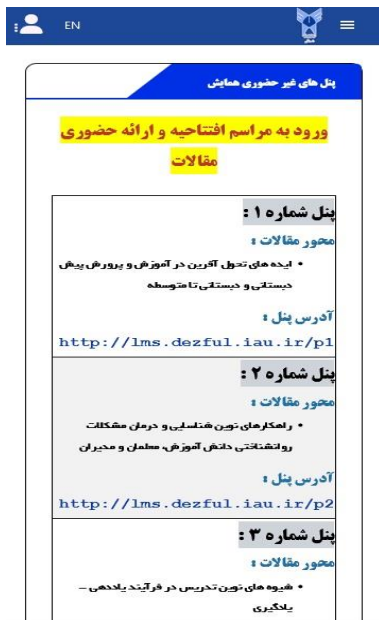 EN
پنل های غیر حضوری همایش
ورود به مراسم افتتاحیه و ارائه حضوری
مقالات
پنل شماره ۱ :
محور مقالات :
• ایده های تحول آفرین در آموزش و پرورش پیش
دبستانی و دبستانی تا متوسطه
آدرس پنل :
http://lms.dezful.iau.ir/p1
پنل شماره ۲ :
محور مقالات :
• راهکارهای نوین شناسایی و درمان مشکلات
روانشناختی دانش آموزش، معلمان و مدیران
آدرس پنل :
http://lms.dezful.iau.ir/p2
پنل شماره ۳ :
محور مقالات :
• شیوه های نوین تدریس در فرآیند یاددهی –
یادگیری